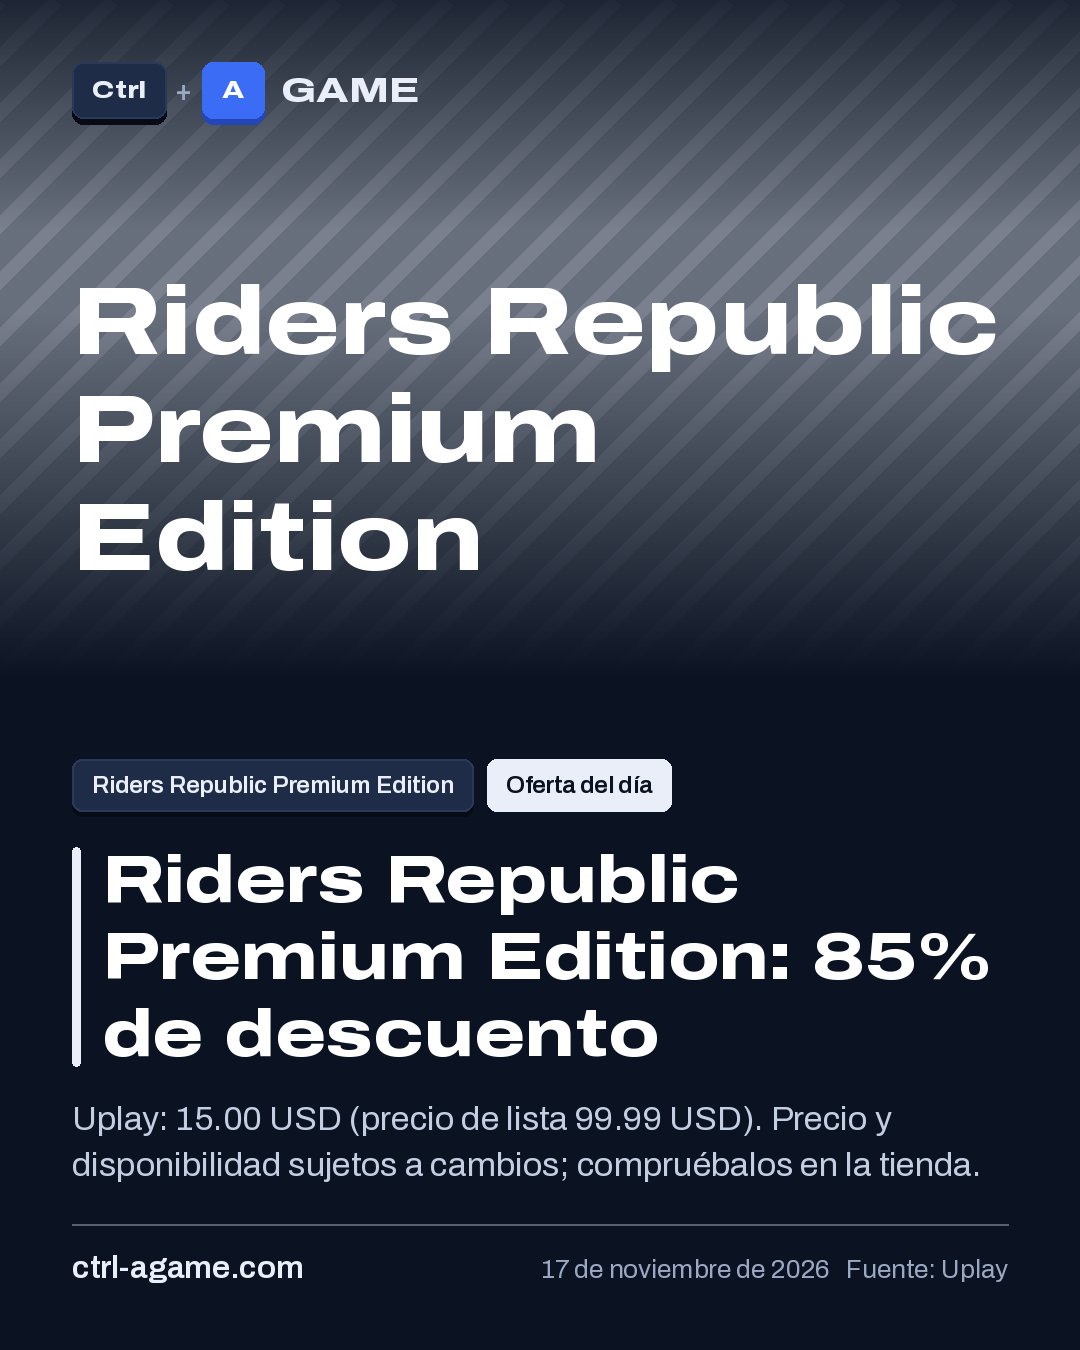 Ctrl + A GAME
Riders Republic
Premium
Edition
Riders Republic Premium Edition Oferta del día
Riders Republic
Premium Edition: 85%
de descuento
Uplay: 15.00 USD (precio de lista 99.99 USD). Precio y
disponibilidad sujetos a cambios; compruébalos en la tienda.
ctrl-agame.com 17 de noviembre de 2026 Fuente: Uplay